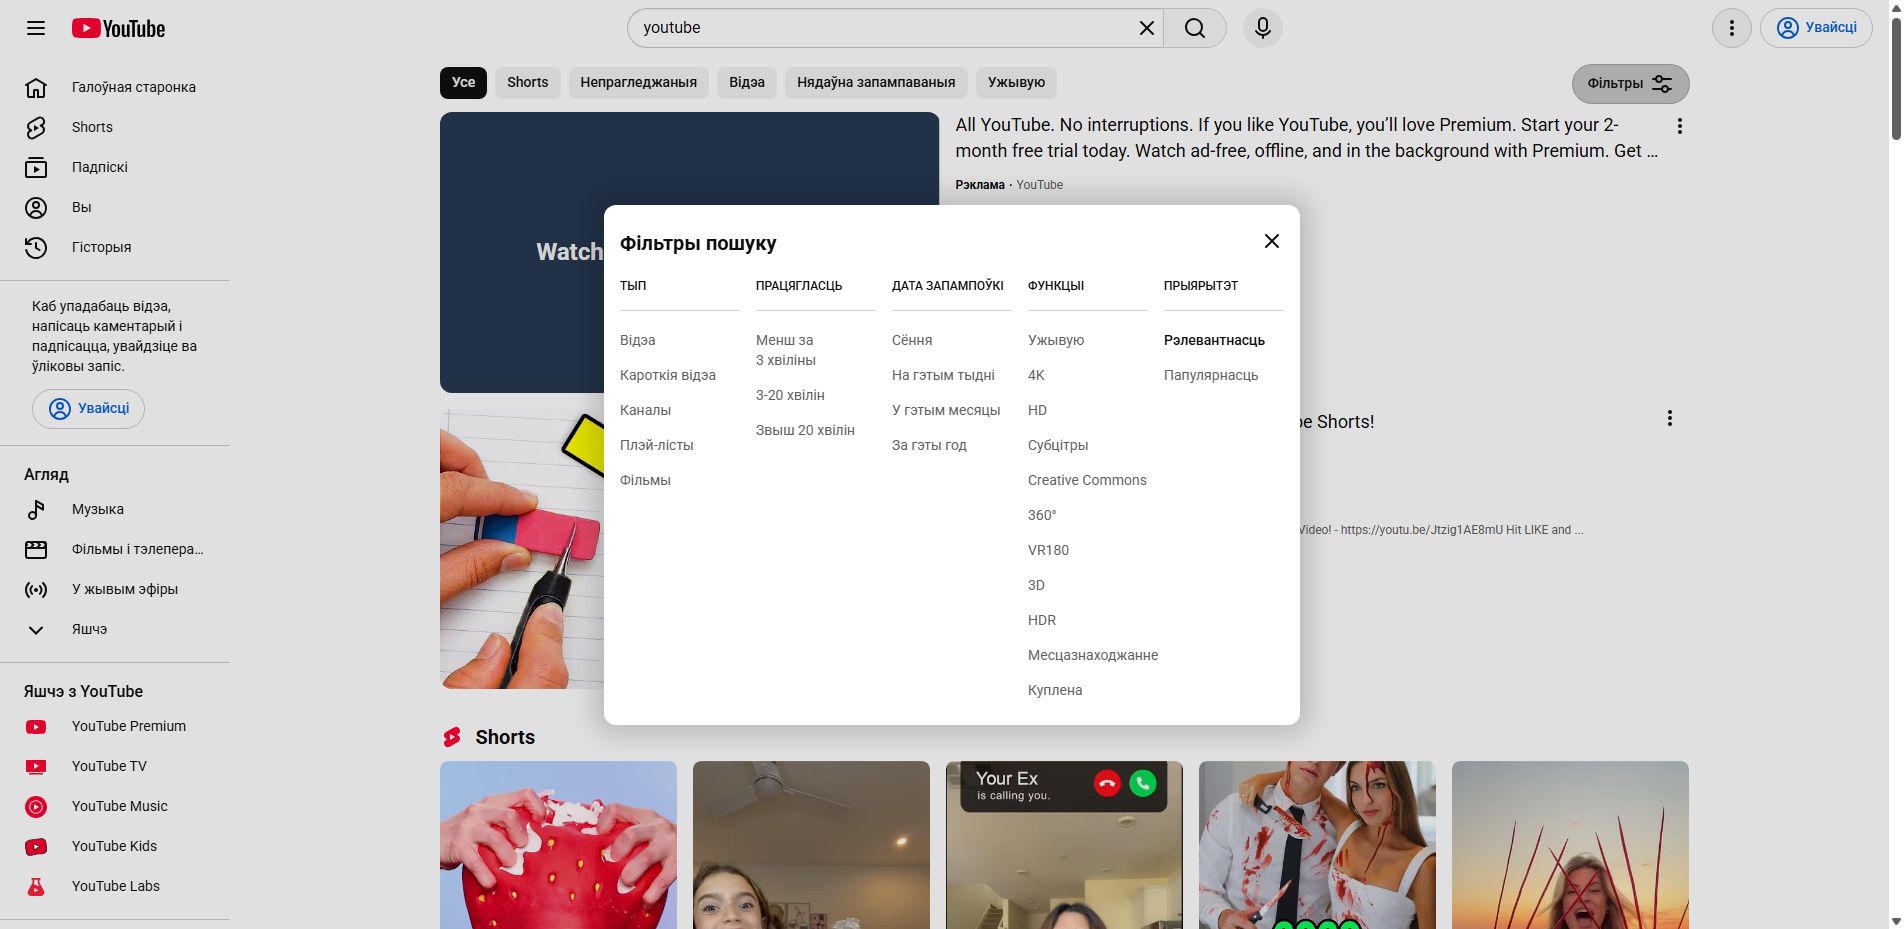 YouTube
youtube
Увайсці
Галоўная старонка
Shorts
Падпіскі
Вы
Гісторыя
Каб упадабаць відэа,
напісаць каментарый і
падпісацца, увайдзіце ва
ўліковы запіс.
Увайсці
Агляд
Музыка
Фільмы і тэлепера...
У жывым эфіры
Яшчэ
Яшчэ з YouTube
YouTube Premium
YouTube TV
YouTube Music
YouTube Kids
YouTube Labs
Усе
Shorts
Непрагледжаныя
Відэа
Нядаўна запампаваныя
Ужывую
Фільтры
All YouTube. No interruptions. If you like YouTube, you’ll love Premium. Start your 2-
month free trial today. Watch ad-free, offline, and in the background with Premium. Get ...
Рэклама · YouTube
Watch
Фільтры пошуку
ТЫП
Відэа
Кароткія відэа
Каналы
Плэй-лісты
Фільмы
ПРАЦЯГЛАСЦЬ
Менш за
3 хвіліны
3-20 хвілін
Звыш 20 хвілін
ДАТА ЗАПАМПОЎКІ
Сёння
На гэтым тыдні
У гэтым месяцы
За гэты год
ФУНКЦЫІ
Ужывую
4K
HD
Субцітры
Creative Commons
360°
VR180
3D
HDR
Месцазнаходжанне
Куплена
ПРЫЯРЫТЭТ
Рэлевантнасць
Папулярнасць
be Shorts!
Video! - https://youtu.be/Jtzig1AE8mU Hit LIKE and ...
Shorts
Your Ex
is calling you.